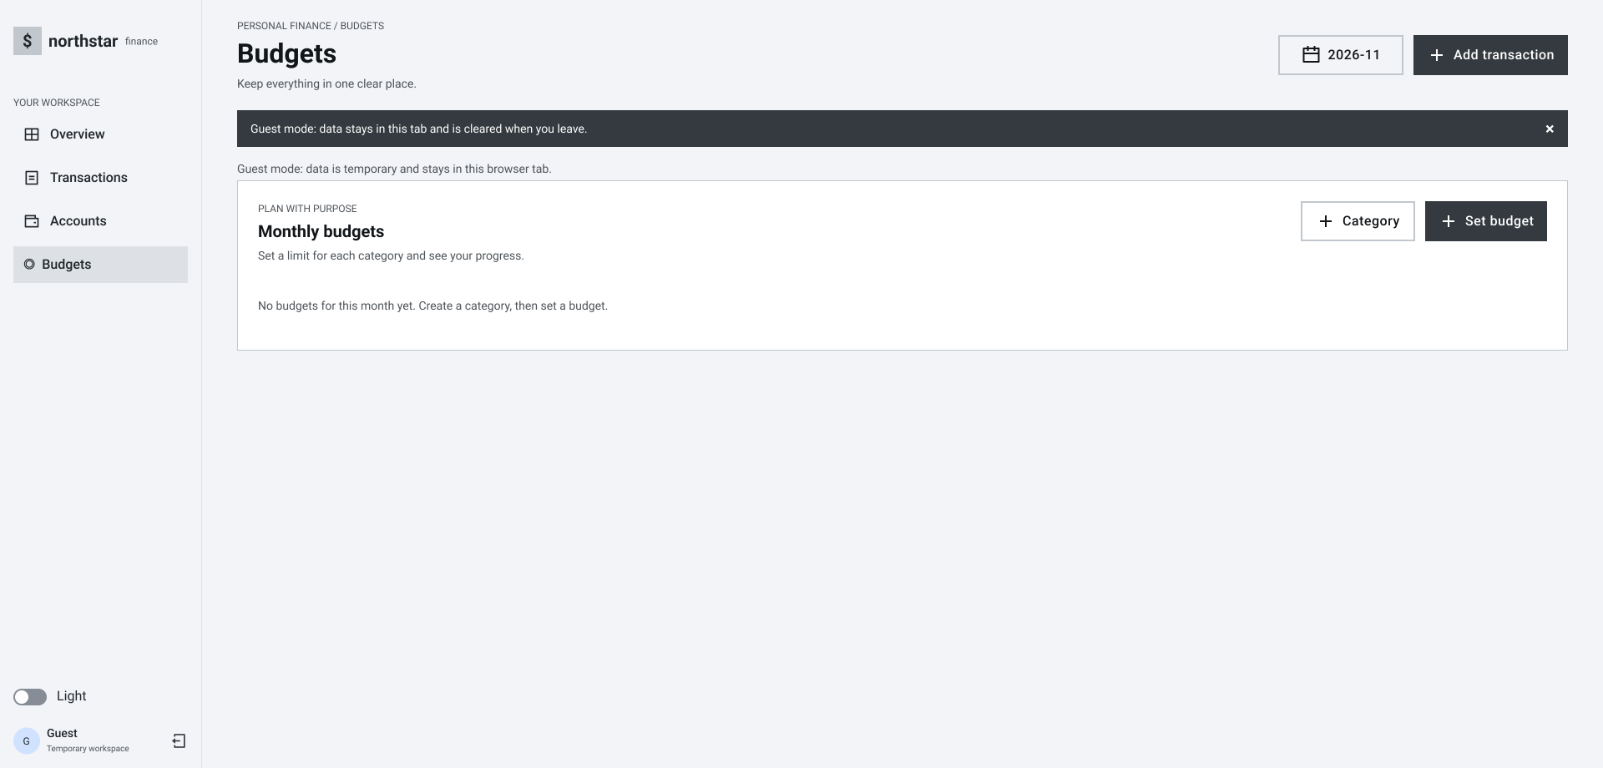 $ northstar finance
YOUR WORKSPACE
Overview
Transactions
Accounts
Budgets
Light
G
Guest
Temporary workspace
PERSONAL FINANCE / BUDGETS
Budgets
Keep everything in one clear place.
2026-11
Add transaction
Guest mode: data stays in this tab and is cleared when you leave.
Guest mode: data is temporary and stays in this browser tab.
PLAN WITH PURPOSE
Monthly budgets
Set a limit for each category and see your progress.
Category
Set budget
No budgets for this month yet. Create a category, then set a budget.